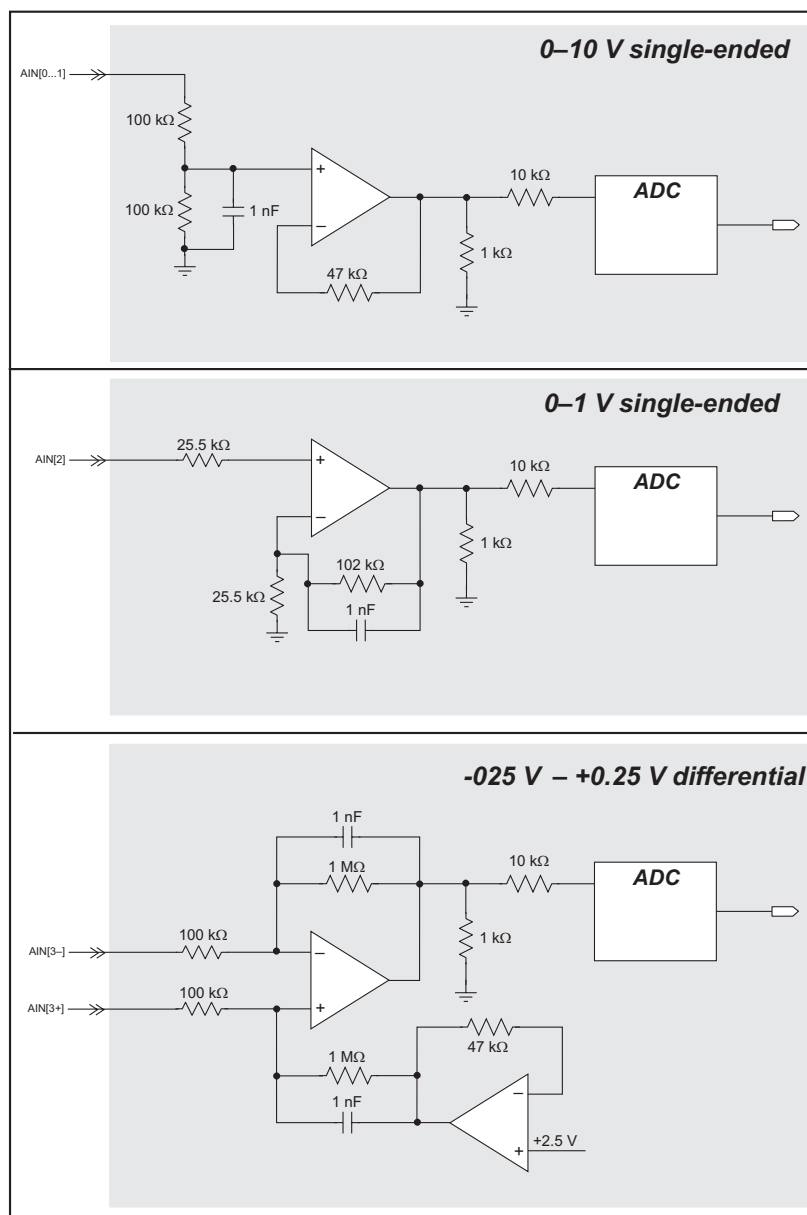 0–10 V single-ended
AIN[0...1]
100 kΩ
100 kΩ
1 nF
+
–
47 kΩ
10 kΩ
1 kΩ
ADC
0–1 V single-ended
AIN[2]
25.5 kΩ
+
–
25.5 kΩ
102 kΩ
1 nF
10 kΩ
1 kΩ
ADC
-025 V – +0.25 V differential
1 nF
1 MΩ
10 kΩ
ADC
AIN[3–]
100 kΩ
–
1 kΩ
AIN[3+]
100 kΩ
+
47 kΩ
1 MΩ
1 nF
–
+
+2.5 V